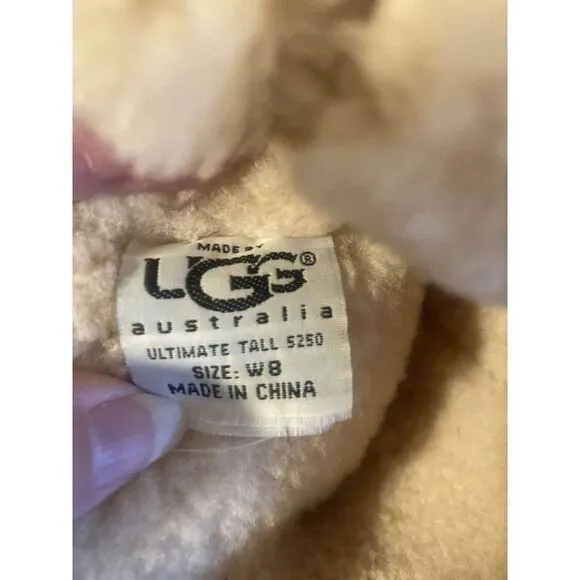 MADE BY
UGG®
australia
ULTIMATE TALL 5250
SIZE: W8
MADE IN CHINA